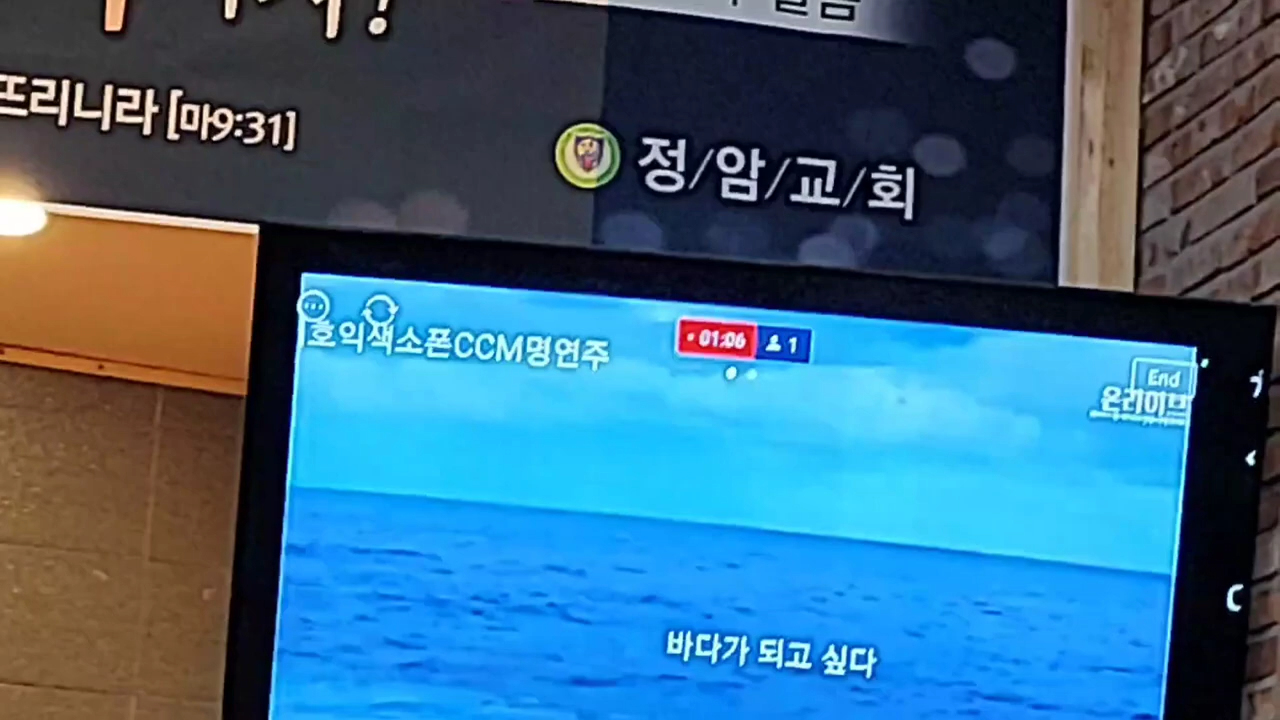 뜨리니라 [마9:31]
정/암/교/회
호익색소폰CCM명연주
01:06
1
End
온라이브
바다가 되고 싶다